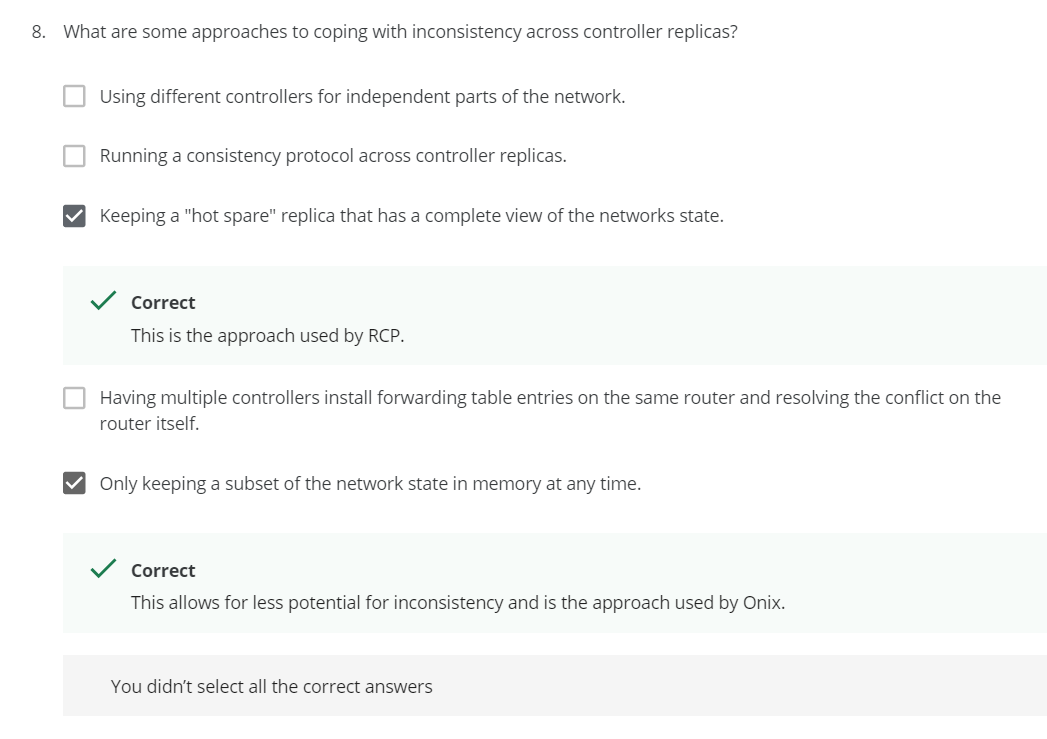 8. What are some approaches to coping with inconsistency across controller replicas?
Using different controllers for independent parts of the network.
Running a consistency protocol across controller replicas.
Keeping a "hot spare" replica that has a complete view of the networks state.
Correct
This is the approach used by RCP.
Having multiple controllers install forwarding table entries on the same router and resolving the conflict on the
router itself.
Only keeping a subset of the network state in memory at any time.
Correct
This allows for less potential for inconsistency and is the approach used by Onix.
You didn’t select all the correct answers